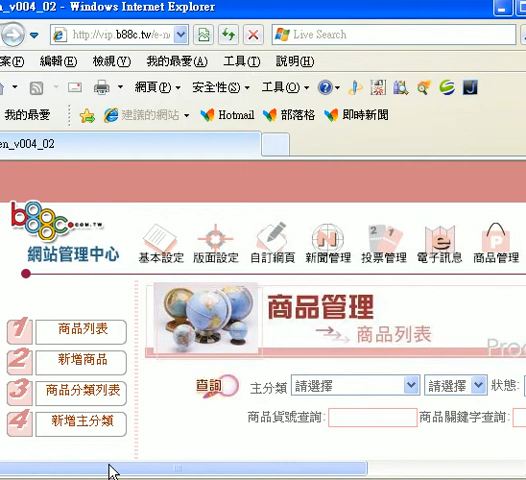 en_v004_02 - Windows Internet Explorer
http://vip.b88c.tw/e-n
Live Search
案(F) 編輯(E) 檢視(V) 我的最愛(A) 工具(T) 說明(H)
網頁(P) 安全性(S) 工具(O)
我的最愛 建議的網站 Hotmail 部落格 即時新聞
en_v004_02
b88c.COM.TW
網站管理中心
基本設定 版面設定 自訂網頁 新聞管理 投票管理 電子訊息 商品管理
商品管理
商品列表
Pro
1 商品列表
2 新增商品
3 商品分類列表
4 新增主分類
查詢 主分類 請選擇 請選擇 狀態:
商品貨號查詢: 商品關鍵字查詢: